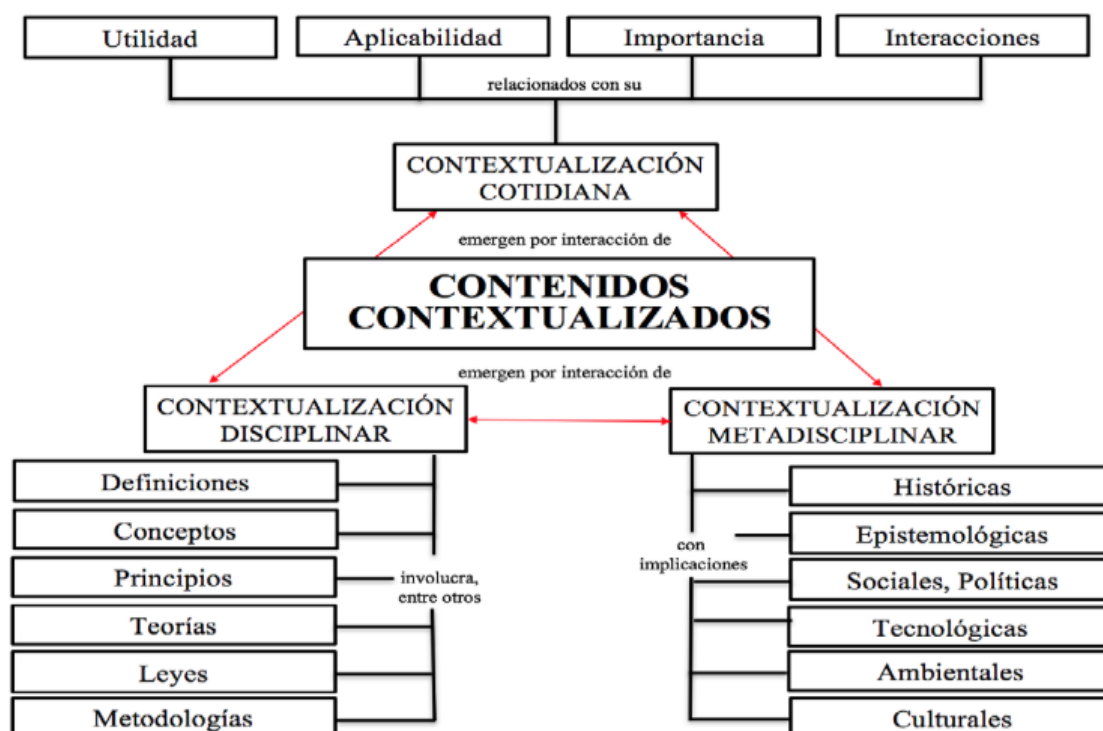 Utilidad
Aplicabilidad
Importancia
Interacciones
relacionados con su
CONTEXTUALIZACIÓN
COTIDIANA
emergen por interacción de
CONTENIDOS
CONTEXTUALIZADOS
emergen por interacción de
CONTEXTUALIZACIÓN
DISCIPLINAR
Definiciones
Conceptos
Principios
Teorías
Leyes
Metodologías
involucra,
entre otros
CONTEXTUALIZACIÓN
METADISCIPLINAR
con
implicaciones
Históricas
Epistemológicas
Sociales, Políticas
Tecnológicas
Ambientales
Culturales